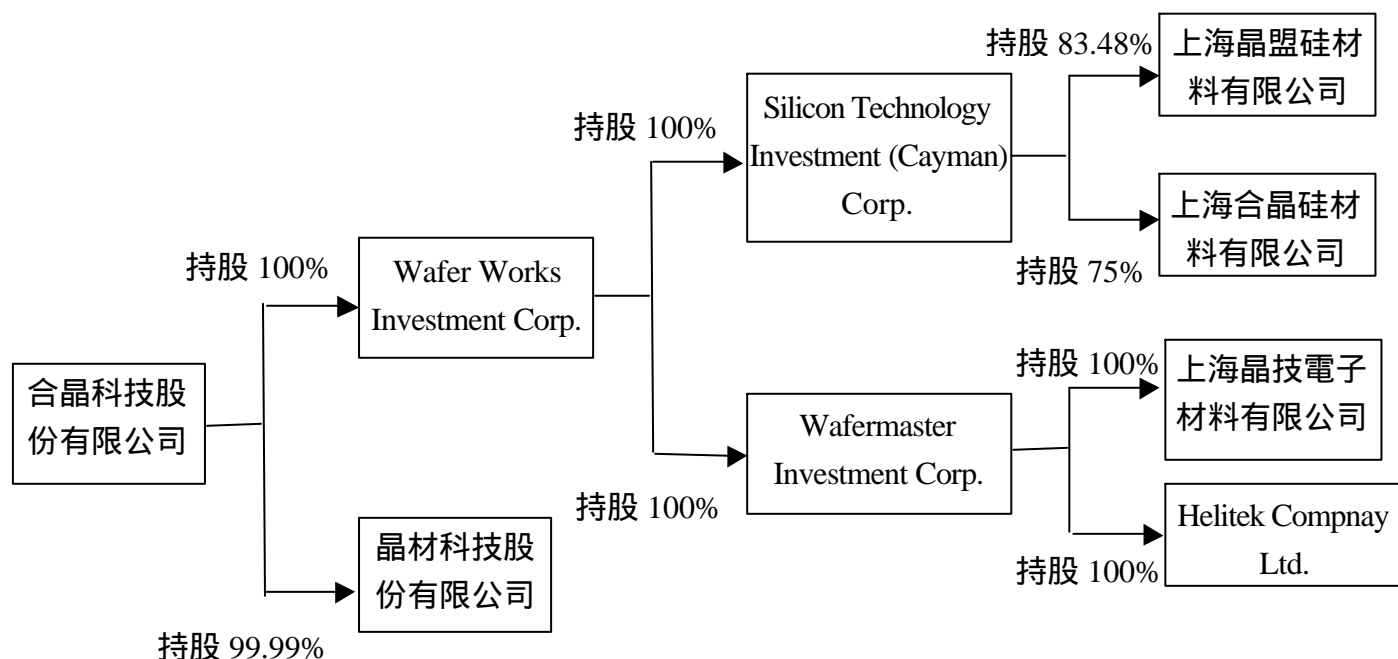 持股 83.48%
上海晶盟硅材
料有限公司
持股 100%
Silicon Technology
Investment (Cayman)
Corp.
上海合晶硅材
料有限公司
持股 75%
持股 100%
Wafer Works
Investment Corp.
合晶科技股
份有限公司
持股 100%
上海晶技電子
材料有限公司
Wafermaster
Investment Corp.
持股 100%
Helitek Compnay
Ltd.
持股 100%
晶材科技股
份有限公司
持股 99.99%